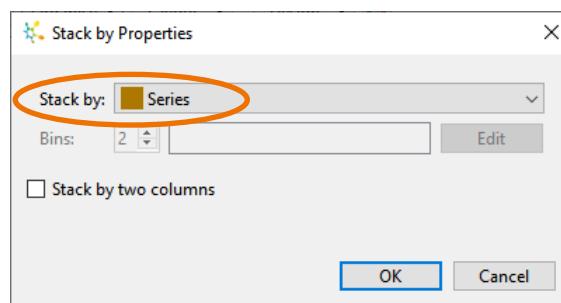 Stack by Properties
Stack by: Series
Bins: 2 Edit
Stack by two columns
OK Cancel